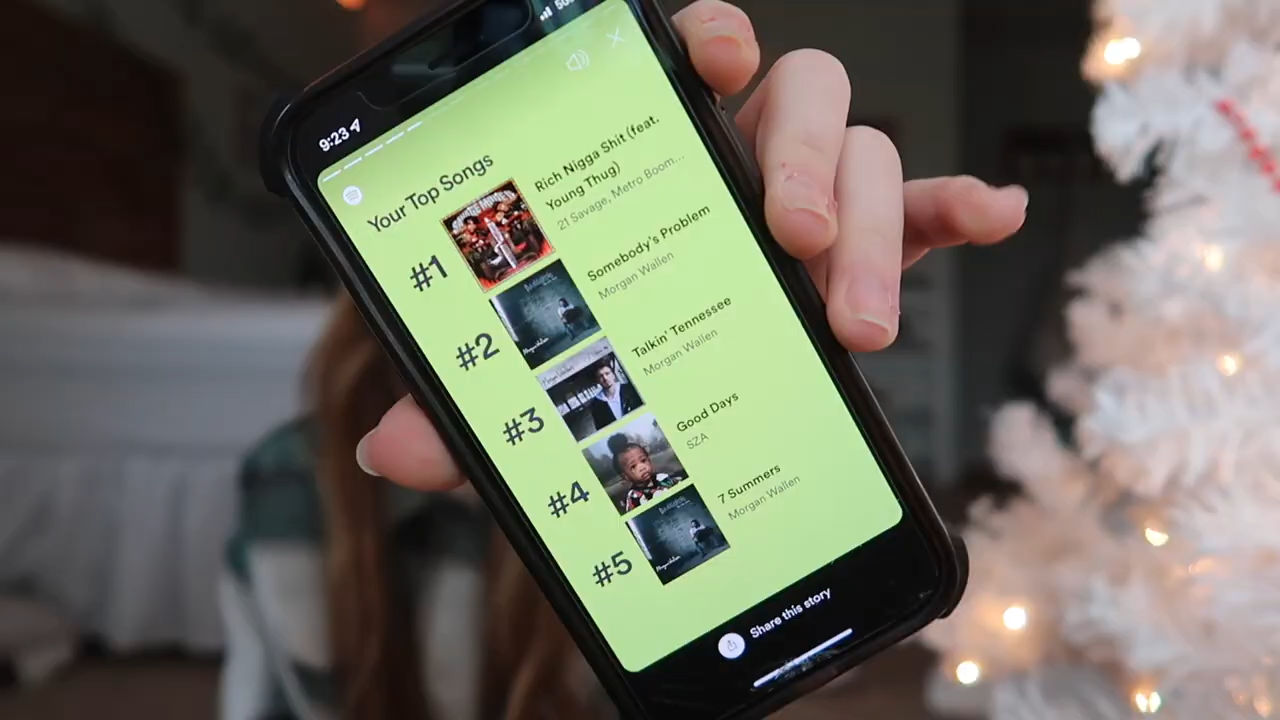 9:23
Your Top Songs
#1
Rich Nigga Shit (feat.
Young Thug)
21 Savage, Metro Boom...
#2
Somebody's Problem
Morgan Wallen
#3
Talkin' Tennessee
Morgan Wallen
#4
Good Days
SZA
#5
7 Summers
Morgan Wallen
Share this story